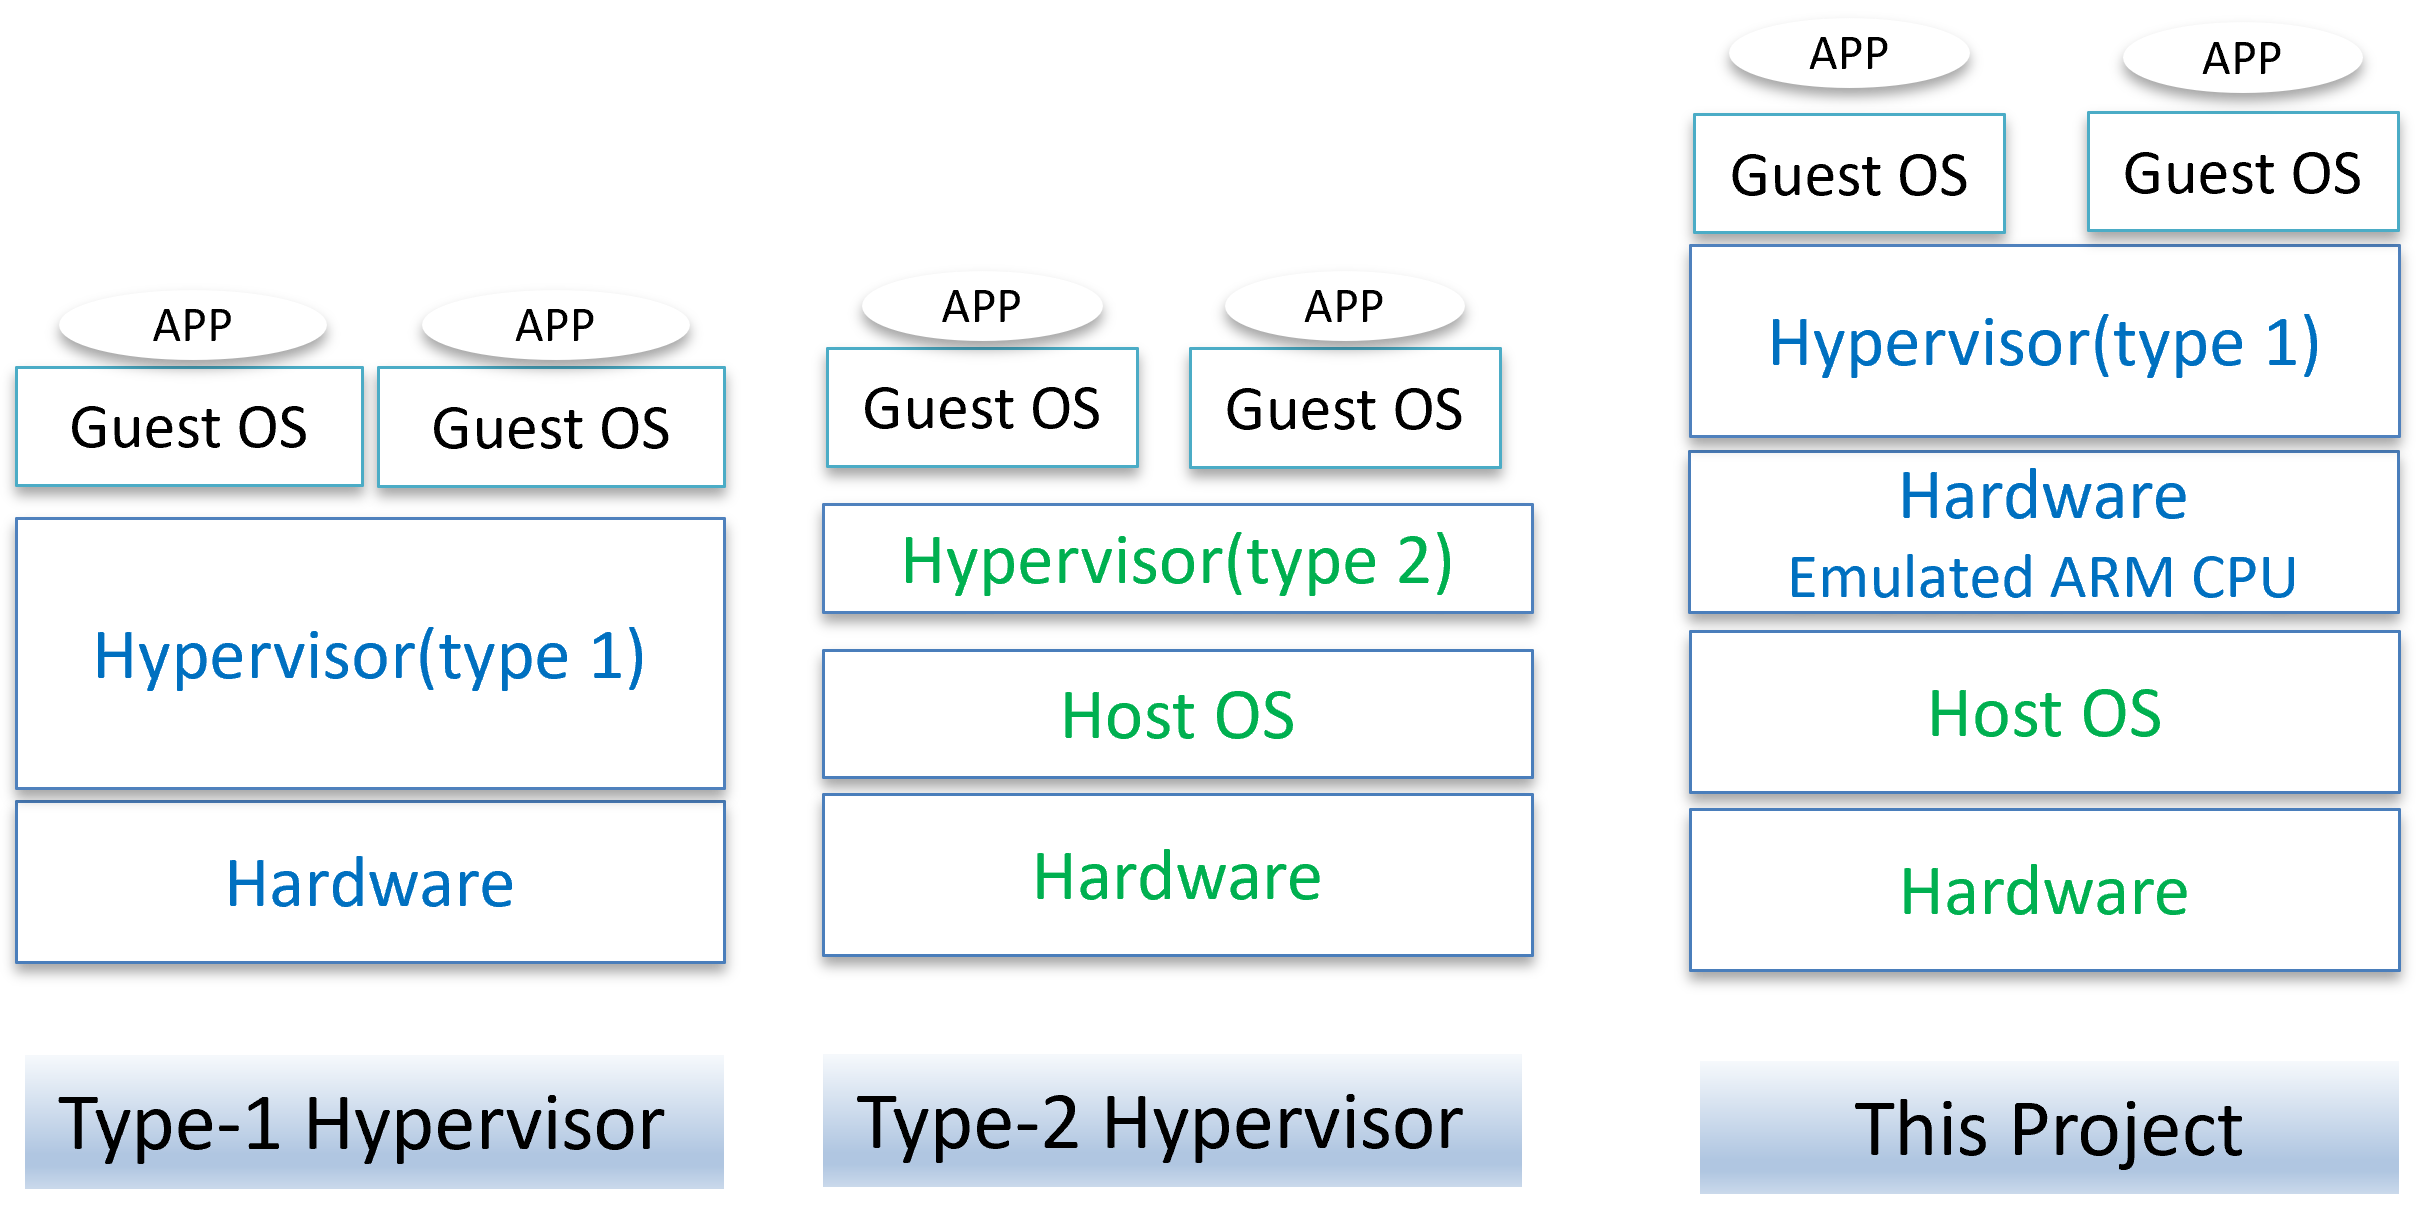 APP
APP
Guest OS
Guest OS
Hypervisor(type 1)
Hardware
Type-1 Hypervisor
APP
APP
Guest OS
Guest OS
Hypervisor(type 2)
Host OS
Hardware
Type-2 Hypervisor
APP
APP
Guest OS
Guest OS
Hypervisor(type 1)
Hardware
Emulated ARM CPU
Host OS
Hardware
This Project